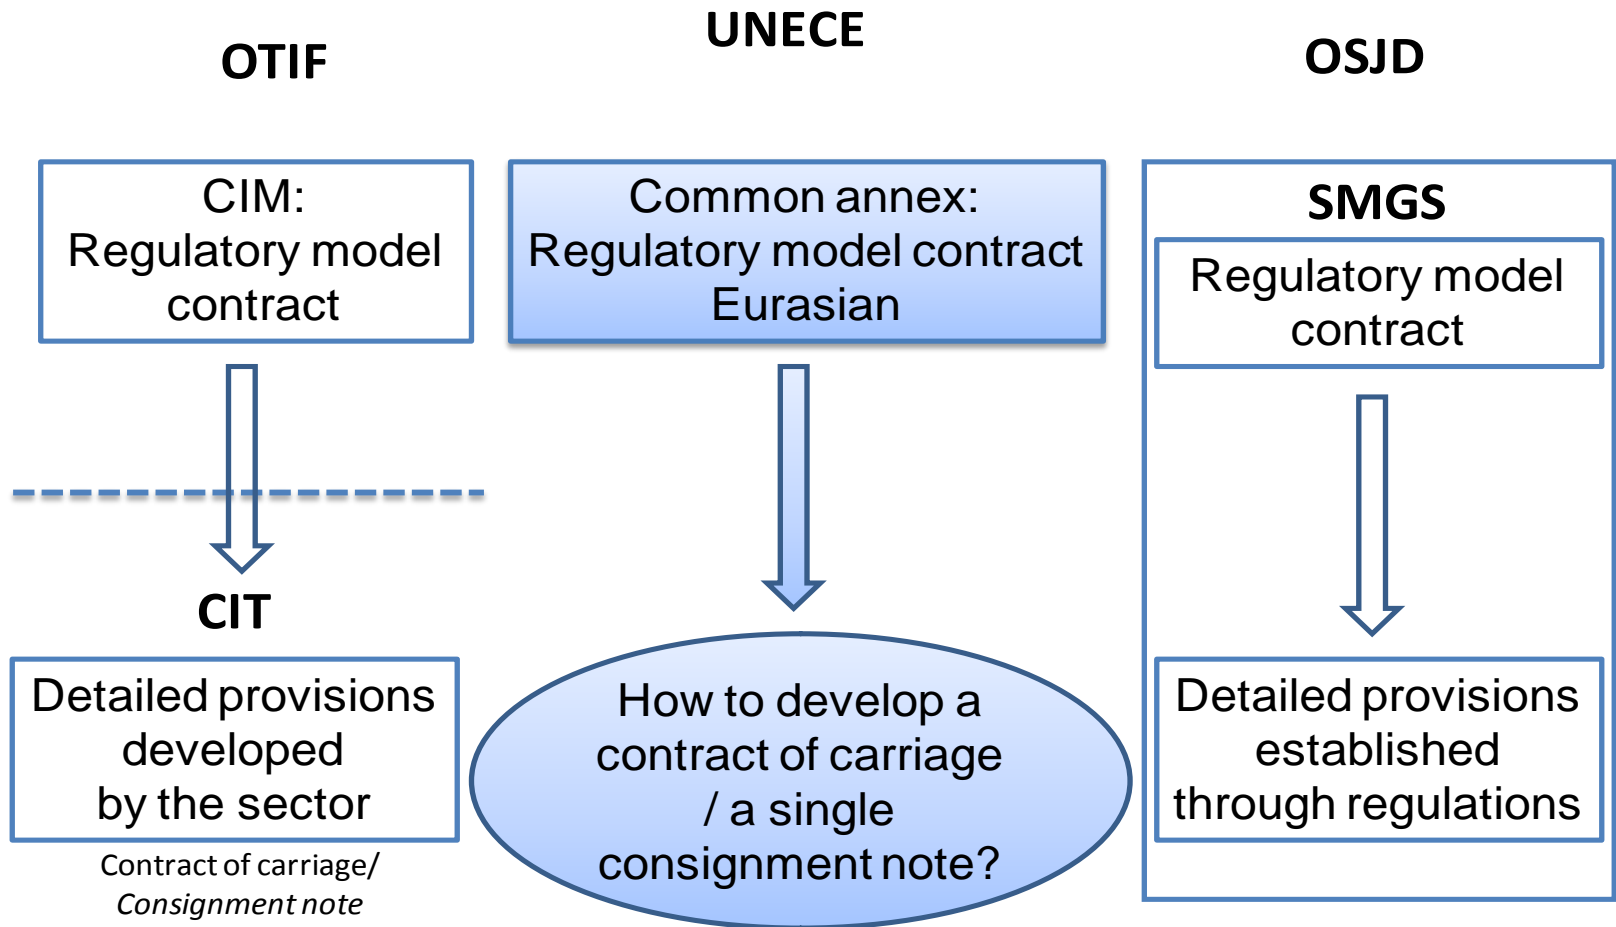 OTIF
UNECE
OSJD
CIM:
Regulatory model
contract
Common annex:
Regulatory model contract
Eurasian
SMGS
Regulatory model
contract
CIT
Detailed provisions
developed
by the sector
Contract of carriage/
Consignment note
How to develop a
contract of carriage
/ a single
consignment note?
Detailed provisions
established
through regulations